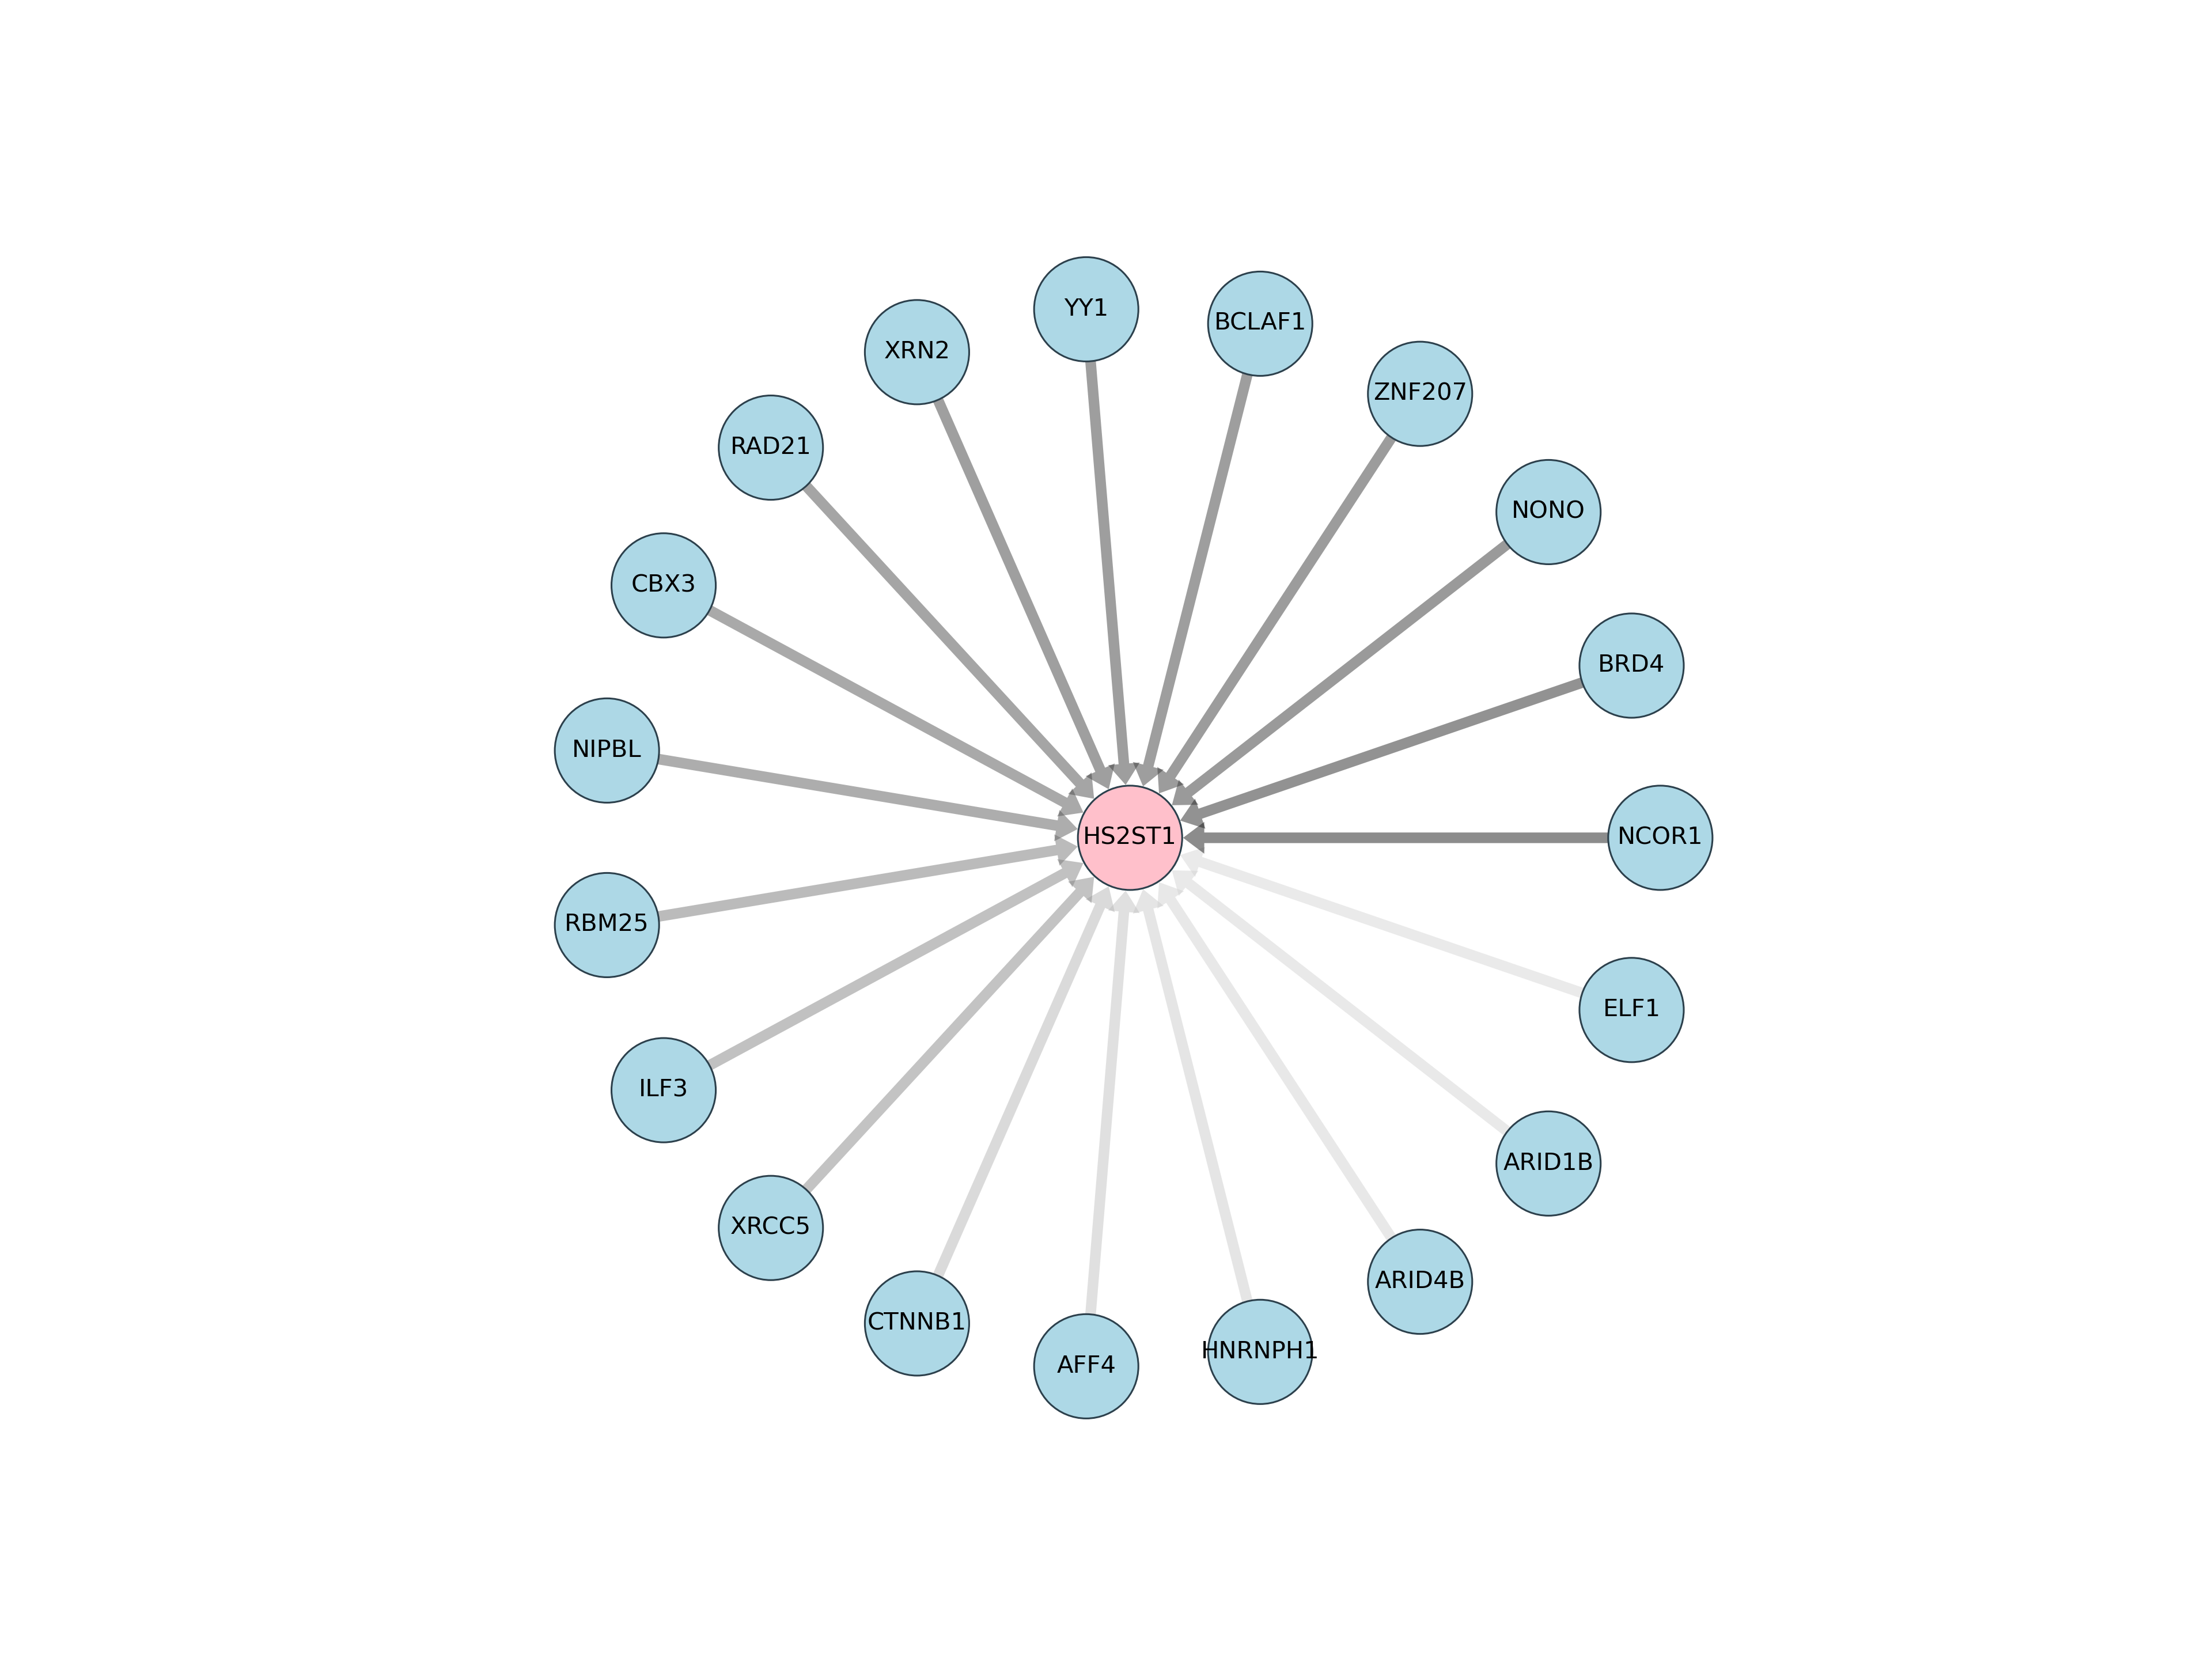 YY1
BCLAF1
XRN2
ZNF207
RAD21
NONO
CBX3
BRD4
NIPBL
HS2ST1
NCOR1
RBM25
ELF1
ILF3
ARID1B
XRCC5
ARID4B
CTNNB1
HNRNPH1
AFF4